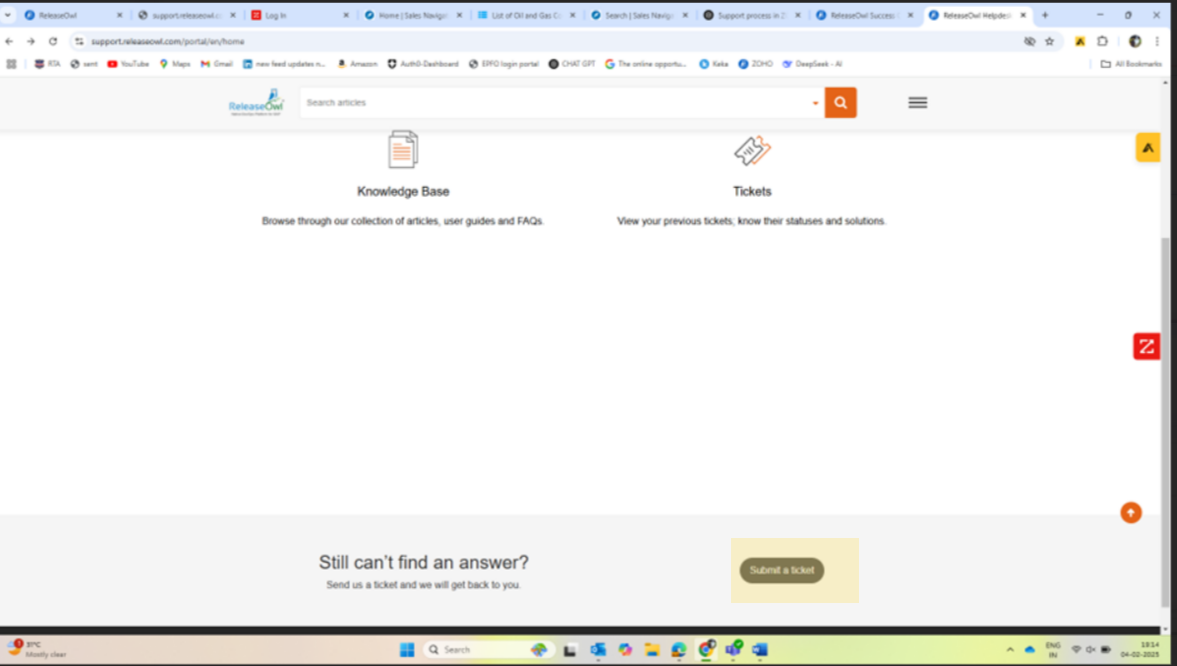 ReleaseOwl
support.releaseowl.c
Log In
Home | Sales Navigat
List of Oil and Gas C
Search | Sales Navig
Support process in
ReleaseOwl Success
ReleaseOwl Helpdes
support.releaseowl.com/portal/en/home
RTA
sent
YouTube
Maps
Gmail
new feed updates n...
Amazon
Auth0-Dashboard
EPFO login portal
CHAT GPT
The online opportu...
Keka
ZOHO
DeepSeek - AI
All Bookmarks
ReleaseOwl
Search articles
Knowledge Base
Tickets
Browse through our collection of articles, user guides and FAQs.
View your previous tickets; know their statuses and solutions.
Still can't find an answer?
Submit a ticket
Send us a ticket and we will get back to you.
Mostly clear
Search
ENG
IN
04-02-2025